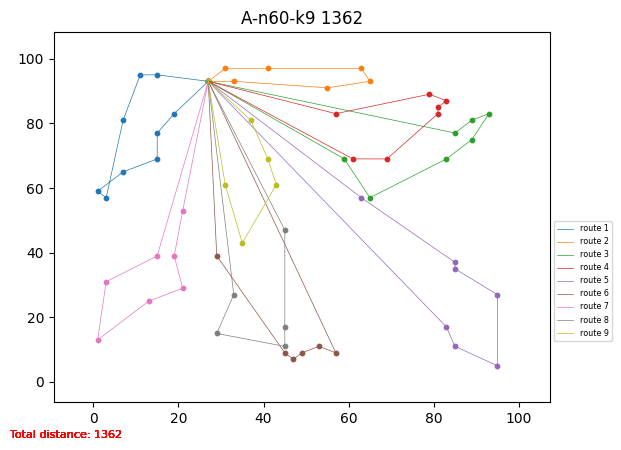 A-n60-k9 1362
100
80
60
40
20
0
0 20 40 60 80 100
route 1
route 2
route 3
route 4
route 5
route 6
route 7
route 8
route 9
Total distance: 1362